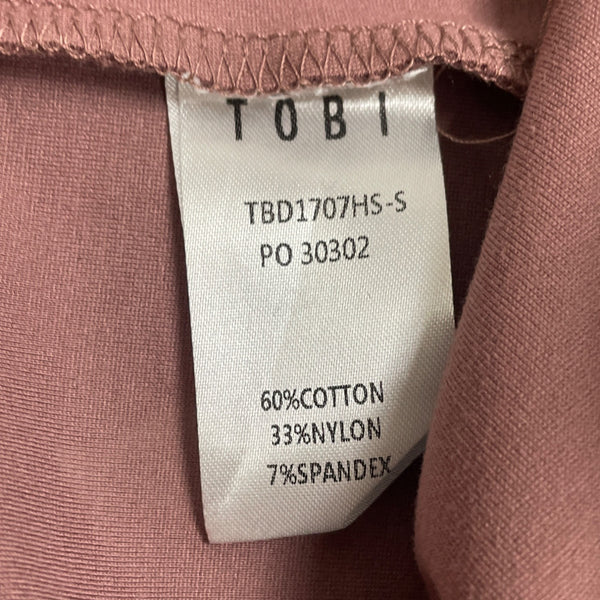 TOBI
TBD1707HS-S
PO 30302
60%COTTON
33%NYLON
7%SPANDEX